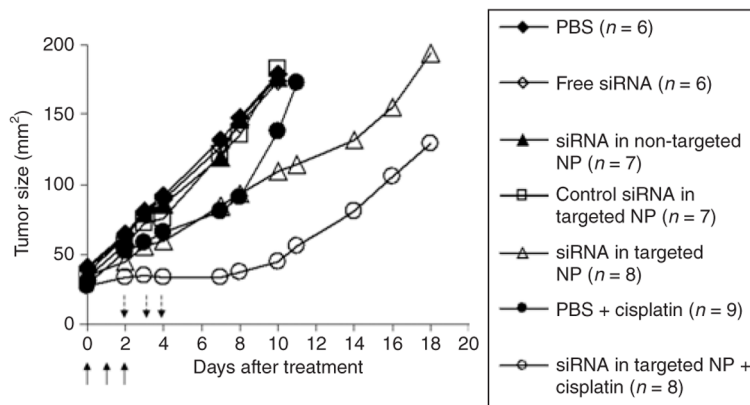 200
150
100
50
0
Tumor size (mm²)
0 2 4 6 8 10 12 14 16 18 20
Days after treatment
PBS (n = 6)
Free siRNA (n = 6)
siRNA in non-targeted
NP (n = 7)
Control siRNA in
targeted NP (n = 7)
siRNA in targeted
NP (n = 8)
PBS + cisplatin (n = 9)
siRNA in targeted NP +
cisplatin (n = 8)